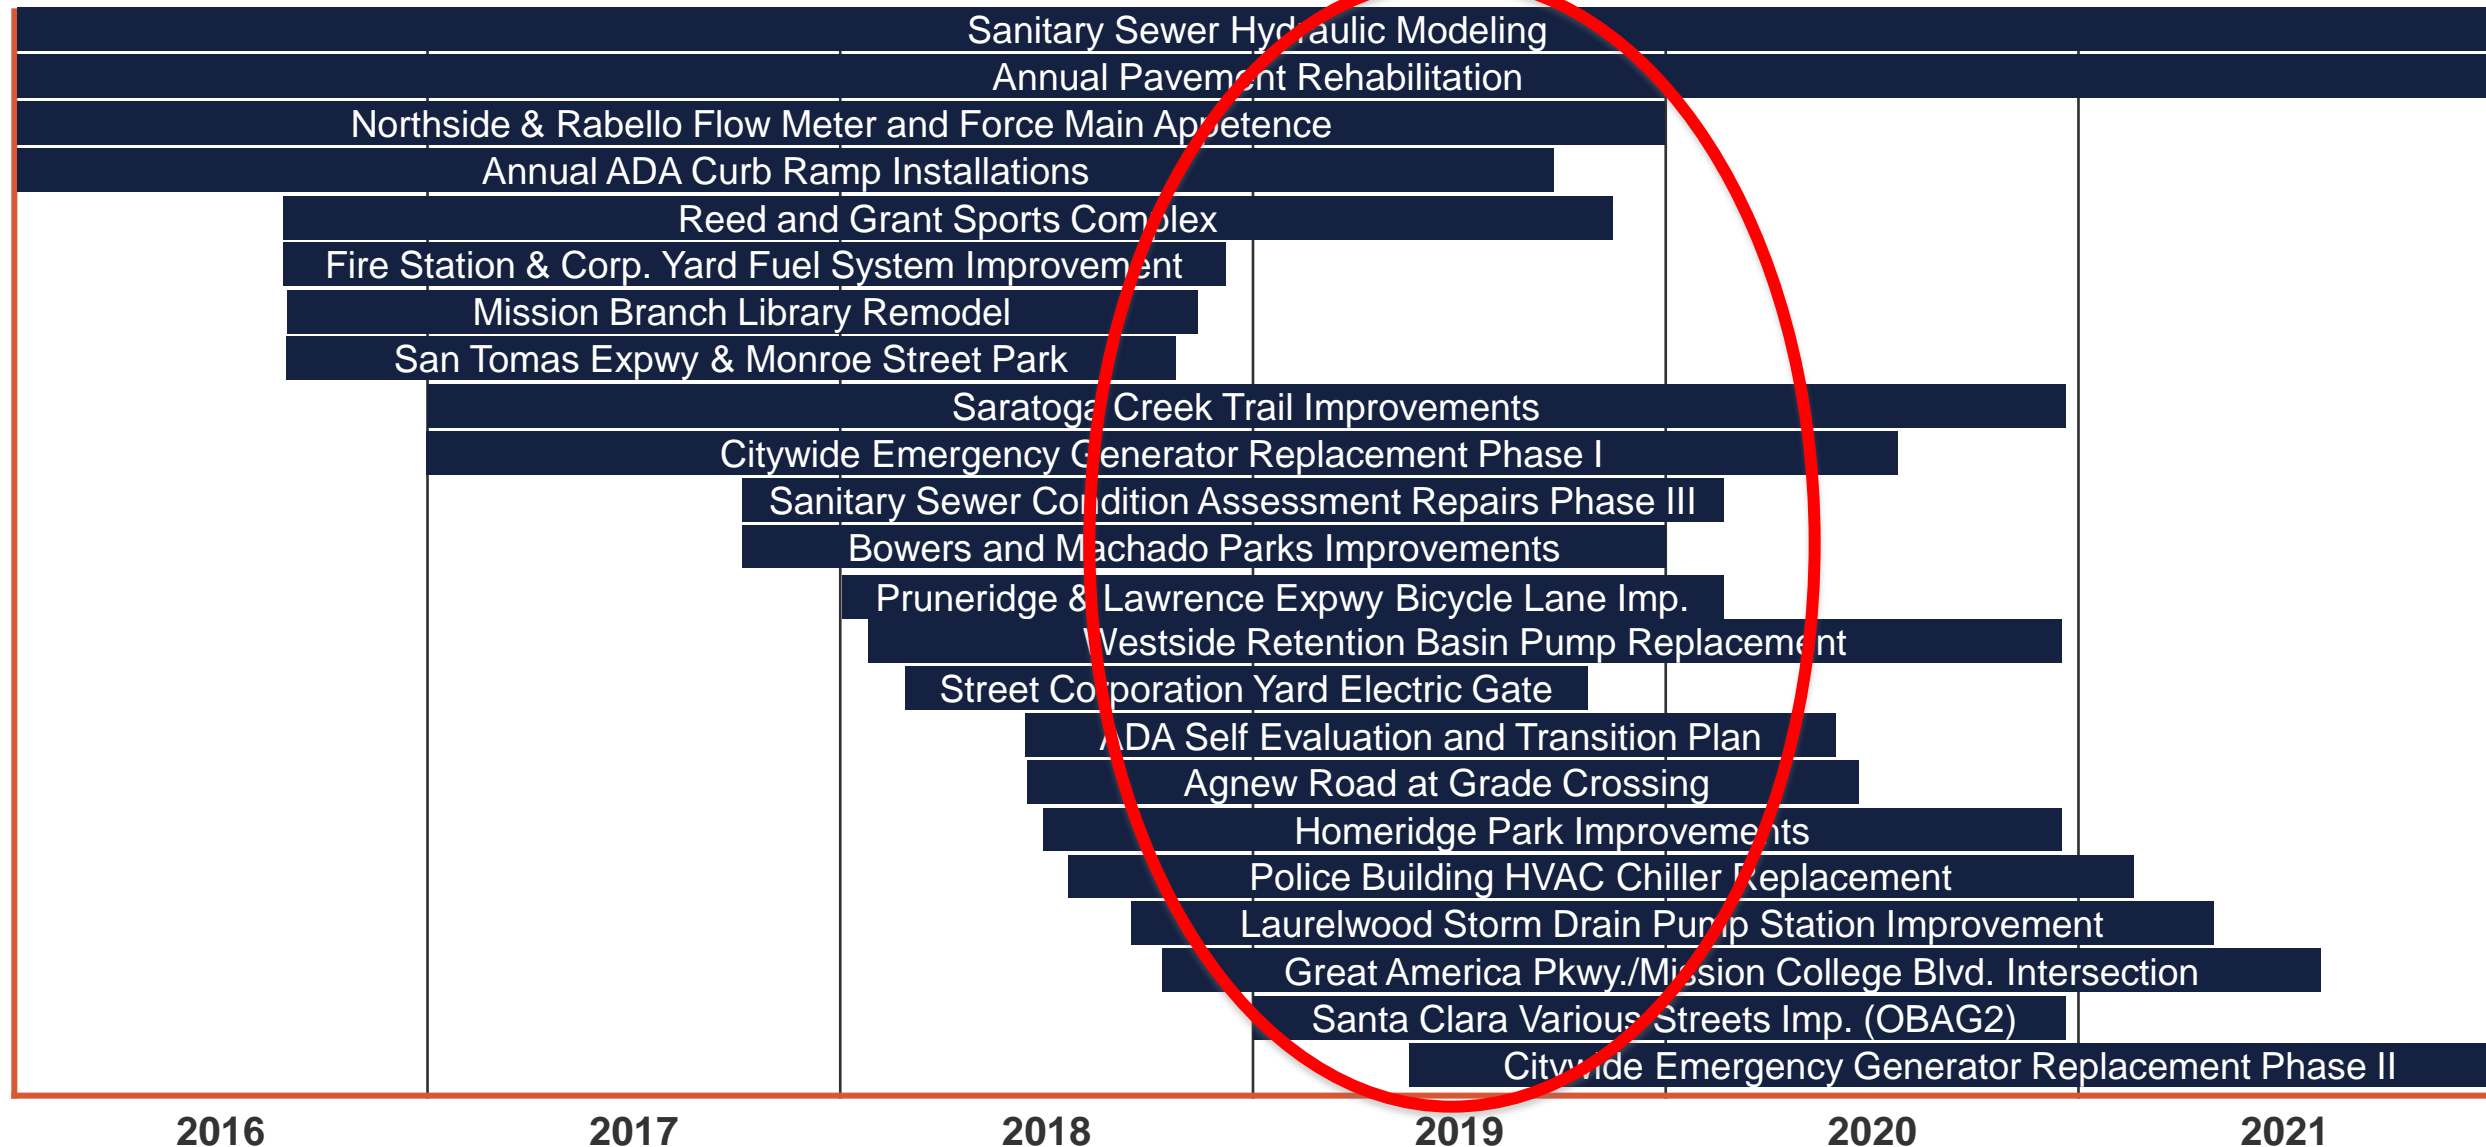 Sanitary Sewer Hydraulic Modeling
Annual Pavement Rehabilitation
Northside & Rabello Flow Meter and Force Main Appetence
Annual ADA Curb Ramp Installations
Reed and Grant Sports Complex
Fire Station & Corp. Yard Fuel System Improvement
Mission Branch Library Remodel
San Tomas Expwy & Monroe Street Park
Saratoga Creek Trail Improvements
Citywide Emergency Generator Replacement Phase I
Sanitary Sewer Condition Assessment Repairs Phase III
Bowers and Machado Parks Improvements
Pruneridge & Lawrence Expwy Bicycle Lane Imp.
Westside Retention Basin Pump Replacement
Street Corporation Yard Electric Gate
ADA Self Evaluation and Transition Plan
Agnew Road at Grade Crossing
Homeridge Park Improvements
Police Building HVAC Chiller Replacement
Laurelwood Storm Drain Pump Station Improvement
Great America Pkwy./Mission College Blvd. Intersection
Santa Clara Various Streets Imp. (OBAG2)
Citywide Emergency Generator Replacement Phase II
2016 2017 2018 2019 2020 2021